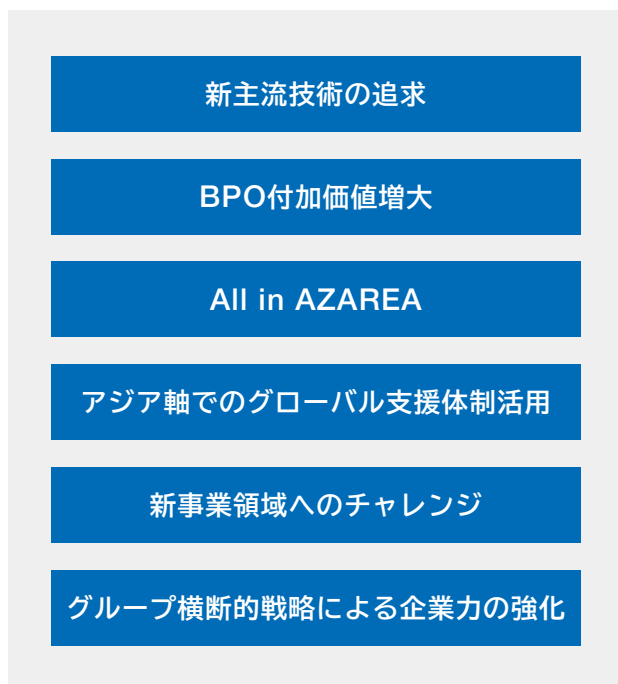 新主流技術の追求
BPO付加価値増大
All in AZAREA
アジア軸でのグローバル支援体制活用
新事業領域へのチャレンジ
グループ横断的戦略による企業力の強化